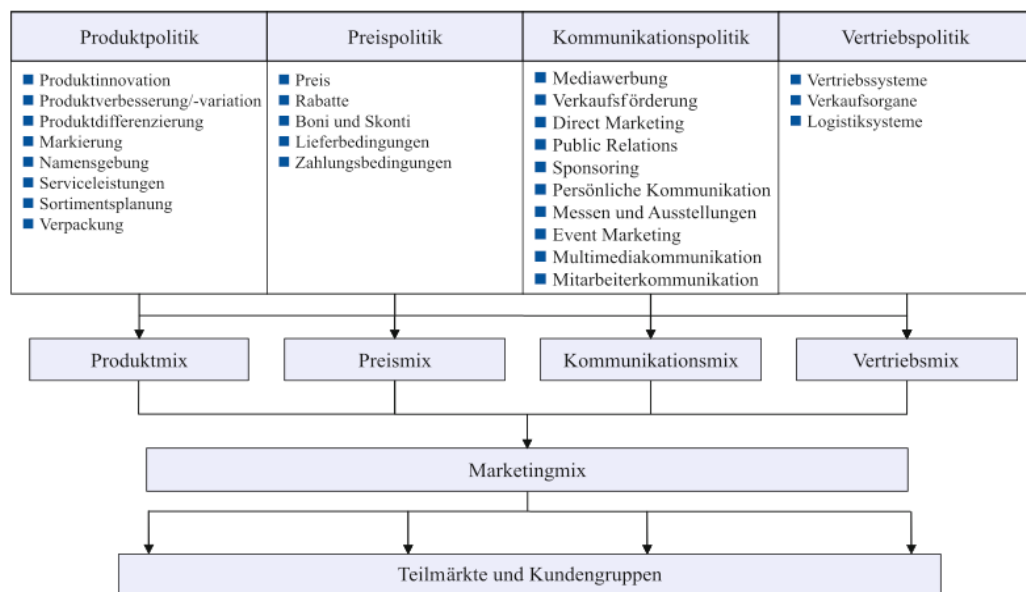 Produktpolitik
Produktinnovation
Produktverbesserung/-variation
Produktdifferenzierung
Markierung
Namensgebung
Serviceleistungen
Sortimentsplanung
Verpackung
Preispolitik
Preis
Rabatte
Boni und Skonti
Lieferbedingungen
Zahlungsbedingungen
Kommunikationspolitik
Mediawerbung
Verkaufsförderung
Direct Marketing
Public Relations
Sponsoring
Persönliche Kommunikation
Messen und Ausstellungen
Event Marketing
Multimediakommunikation
Mitarbeiterkommunikation
Vertriebspolitik
Vertriebssysteme
Verkaufsorgane
Logistiksysteme
Produktmix
Preismix
Kommunikationsmix
Vertriebsmix
Marketingmix
Teilmärkte und Kundengruppen